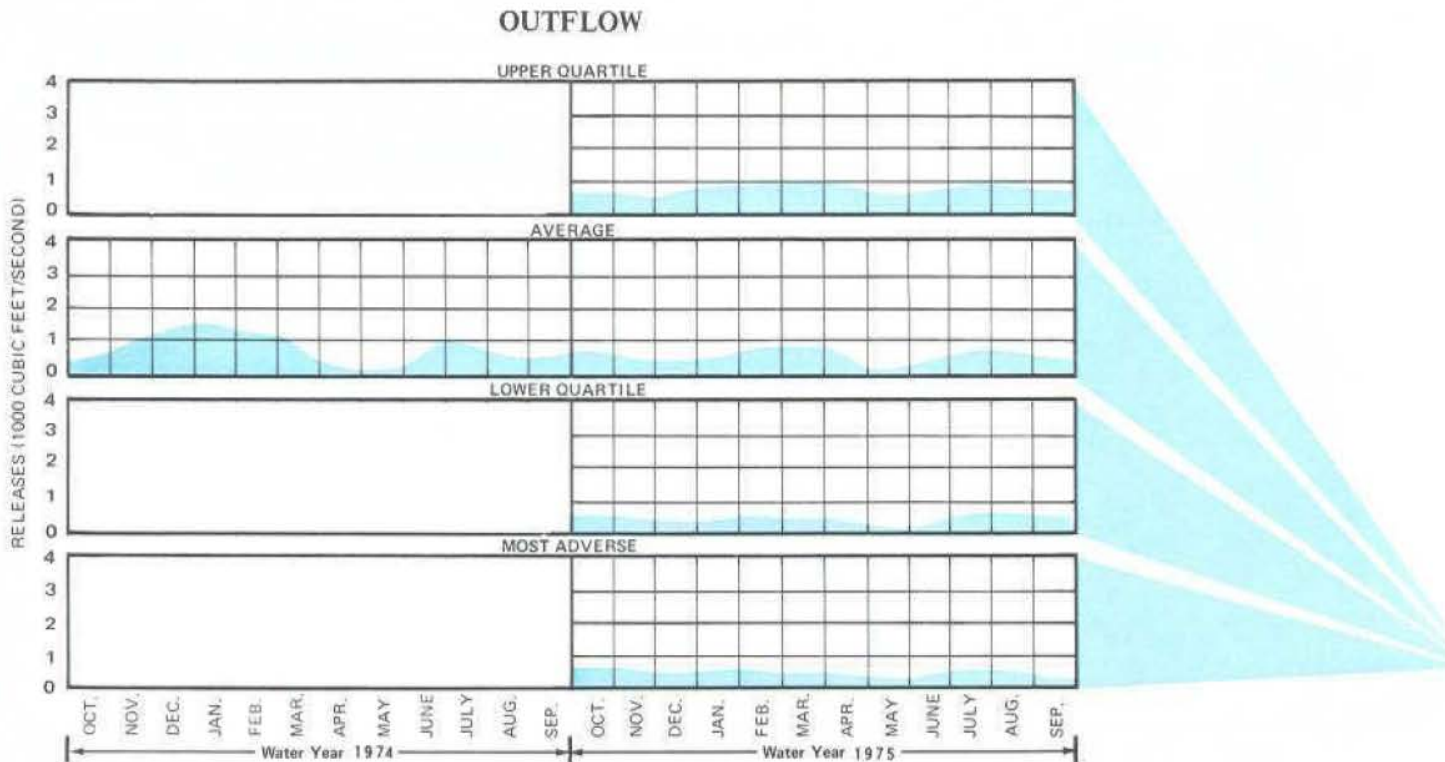 OUTFLOW
UPPER QUARTILE
4
3
2
1
0
AVERAGE
4
3
2
1
0
LOWER QUARTILE
4
3
2
1
0
MOST ADVERSE
4
3
2
1
0
RELEASES (1000 CUBIC FEET/SECOND)
OCT. NOV. DEC. JAN. FEB. MAR. APR. MAY JUNE JULY AUG. SEP. OCT. NOV. DEC. JAN. FEB. MAR. APR. MAY JUNE JULY AUG. SEP.
Water Year 1974 Water Year 1975